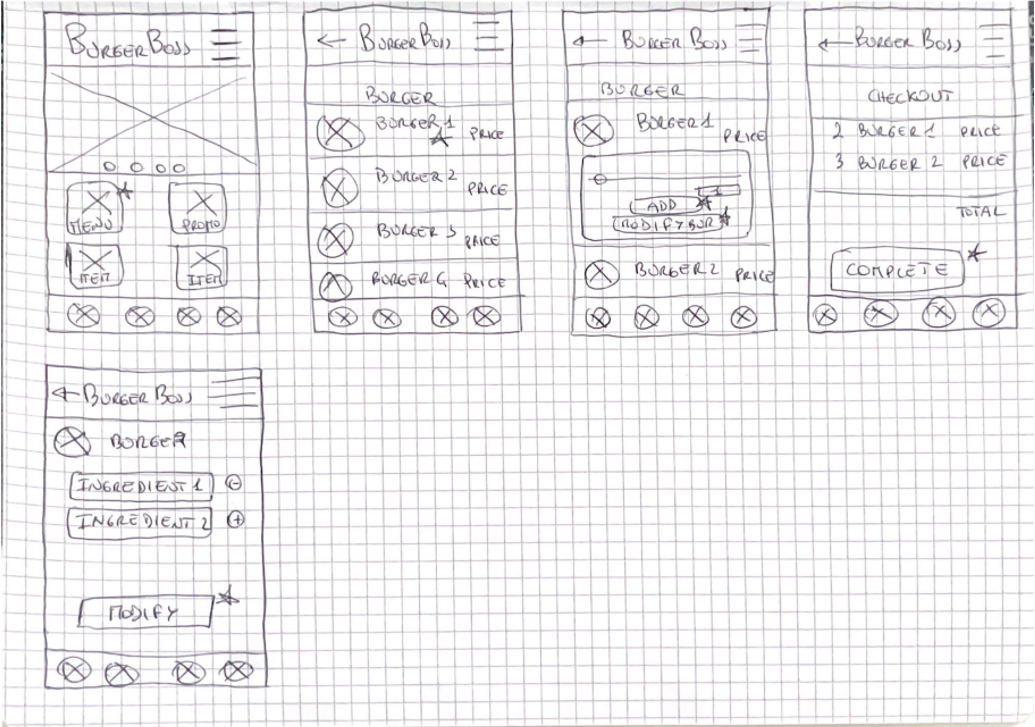 BURGER BOSS
MENU
PROMO
ITEM
ITEM
BURGER BOSS
BURGER
BURGER 1
PRICE
BURGER 2
PRICE
BURGER 3
PRICE
BURGER 4 PRICE
BURGER BOSS
BURGER
BURGER 1
PRICE
1
ADD
MODIFY BUR
BURGER 2 PRICE
BURGER BOSS
CHECKOUT
2 BURGER 1 PRICE
3 BURGER 2 PRICE
TOTAL
COMPLETE
BURGER BOSS
BURGER
INGREDIENT 1
INGREDIENT 2
MODIFY